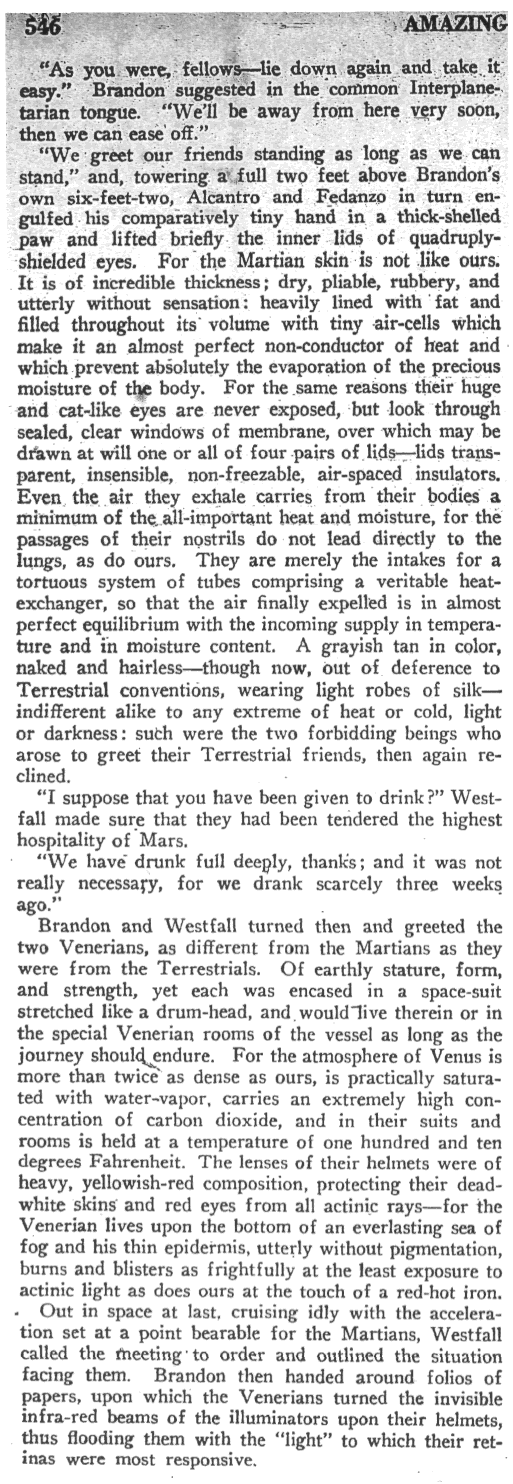 546 AMAZING
"As you were, fellows—lie down again and take it
easy." Brandon suggested in the common Interplane-
tarian tongue. "We'll be away from here very soon,
then we can ease off."
"We greet our friends standing as long as we can
stand," and, towering a full two feet above Brandon's
own six-feet-two, Alcantro and Fedanzo in turn en-
gulfed his comparatively tiny hand in a thick-shelled
paw and lifted briefly the inner lids of quadruply-
shielded eyes. For the Martian skin is not like ours.
It is of incredible thickness; dry, pliable, rubbery, and
utterly without sensation: heavily lined with fat and
filled throughout its volume with tiny air-cells which
make it an almost perfect non-conductor of heat and
which prevent absolutely the evaporation of the precious
moisture of the body. For the same reasons their huge
and cat-like eyes are never exposed, but look through
sealed, clear windows of membrane, over which may be
drawn at will one or all of four pairs of lids—lids trans-
parent, insensible, non-freezable, air-spaced insulators.
Even the air they exhale carries from their bodies a
minimum of the all-important heat and moisture, for the
passages of their nostrils do not lead directly to the
lungs, as do ours. They are merely the intakes for a
tortuous system of tubes comprising a veritable heat-
exchanger, so that the air finally expelled is in almost
perfect equilibrium with the incoming supply in tempera-
ture and in moisture content. A grayish tan in color,
naked and hairless—though now, out of deference to
Terrestrial conventions, wearing light robes of silk—
indifferent alike to any extreme of heat or cold, light
or darkness: such were the two forbidding beings who
arose to greet their Terrestrial friends, then again re-
clined.
"I suppose that you have been given to drink?" West-
fall made sure that they had been tendered the highest
hospitality of Mars.
"We have drunk full deeply, thanks; and it was not
really necessary, for we drank scarcely three weeks
ago."
Brandon and Westfall turned then and greeted the
two Venerians, as different from the Martians as they
were from the Terrestrials. Of earthly stature, form,
and strength, yet each was encased in a space-suit
stretched like a drum-head, and would live therein or in
the special Venerian rooms of the vessel as long as the
journey should endure. For the atmosphere of Venus is
more than twice as dense as ours, is practically satura-
ted with water-vapor, carries an extremely high con-
centration of carbon dioxide, and in their suits and
rooms is held at a temperature of one hundred and ten
degrees Fahrenheit. The lenses of their helmets were of
heavy, yellowish-red composition, protecting their dead-
white skins and red eyes from all actinic rays—for the
Venerian lives upon the bottom of an everlasting sea of
fog and his thin epidermis, utterly without pigmentation,
burns and blisters as frightfully at the least exposure to
actinic light as does ours at the touch of a red-hot iron.
Out in space at last, cruising idly with the accelera-
tion set at a point bearable for the Martians, Westfall
called the meeting to order and outlined the situation
facing them. Brandon then handed around folios of
papers, upon which the Venerians turned the invisible
infra-red beams of the illuminators upon their helmets,
thus flooding them with the "light" to which their ret-
inas were most responsive.